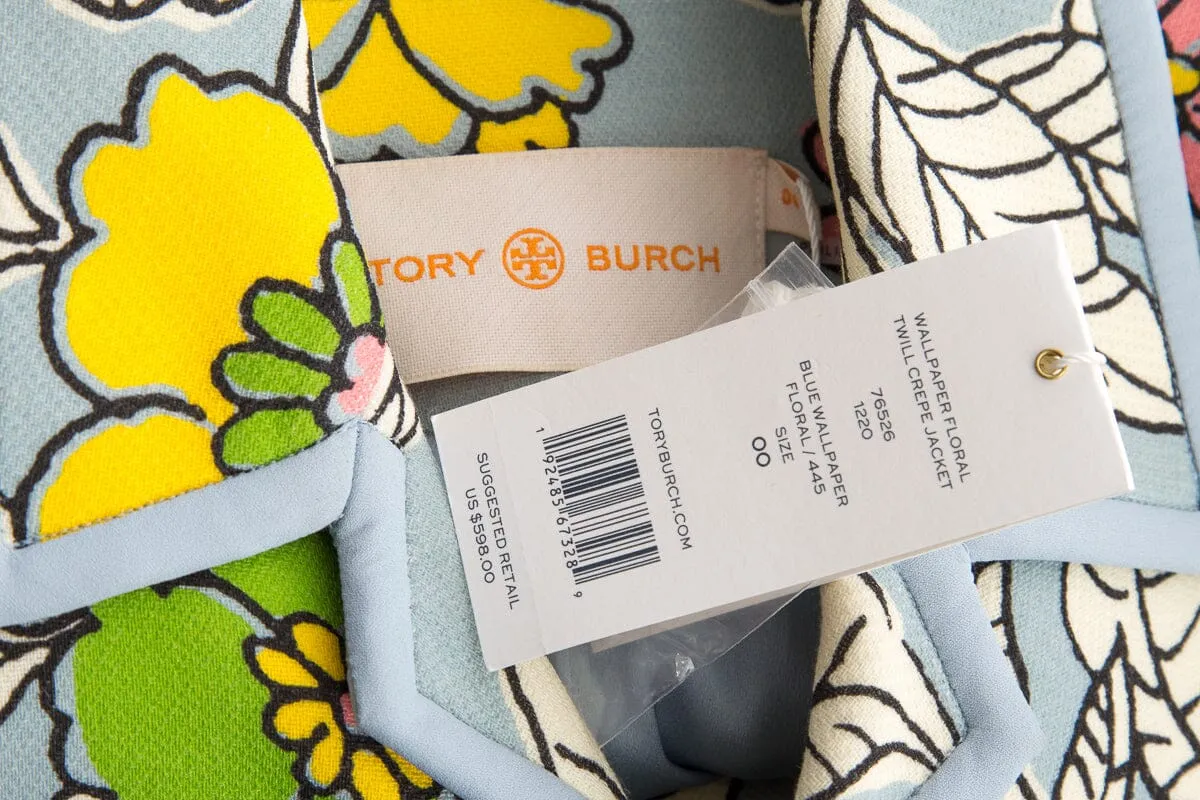 TORY BURCH
WALLPAPER FLORAL
TWILL CREPE JACKET
76526
1220
BLUE WALLPAPER
FLORAL / 445
SIZE
00
TORYBURCH.COM
1 92485 67328 9
SUGGESTED RETAIL
US $598.00